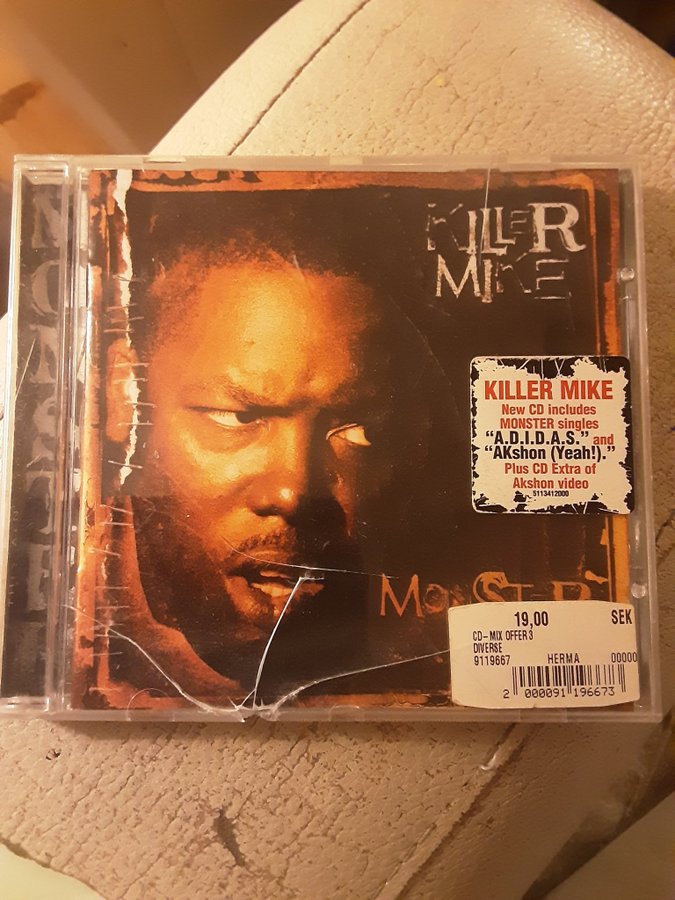 MONSTER
KILLER
MIKE
KILLER MIKE
New CD includes
MONSTER singles
"A.D.I.D.A.S." and
"AKshon (Yeah!)."
Plus CD Extra of
Akshon video
5113412000
MONSTER
19,00 SEK
CD-MIX OFFER 3
DIVERSE
9119667 HERMA 00000
2 000091 196673